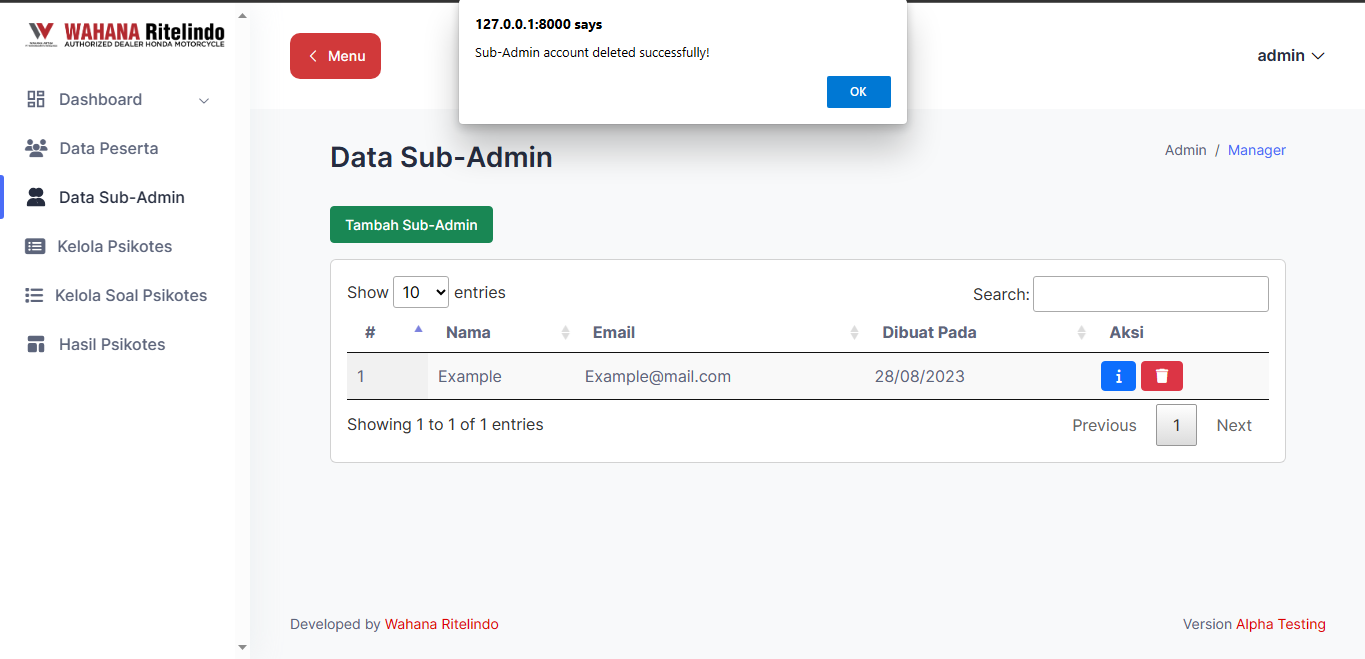 WAHANA Ritelindo
AUTHORIZED DEALER HONDA MOTORCYCLE
Dashboard
Data Peserta
Data Sub-Admin
Kelola Psikotes
Kelola Soal Psikotes
Hasil Psikotes
Menu
127.0.0.1:8000 says
Sub-Admin account deleted successfully!
OK
admin
Data Sub-Admin
Admin / Manager
Tambah Sub-Admin
Show 10 entries
Search:
# Nama Email Dibuat Pada Aksi
1 Example Example@mail.com 28/08/2023
Showing 1 to 1 of 1 entries
Previous 1 Next
Developed by Wahana Ritelindo
Version Alpha Testing